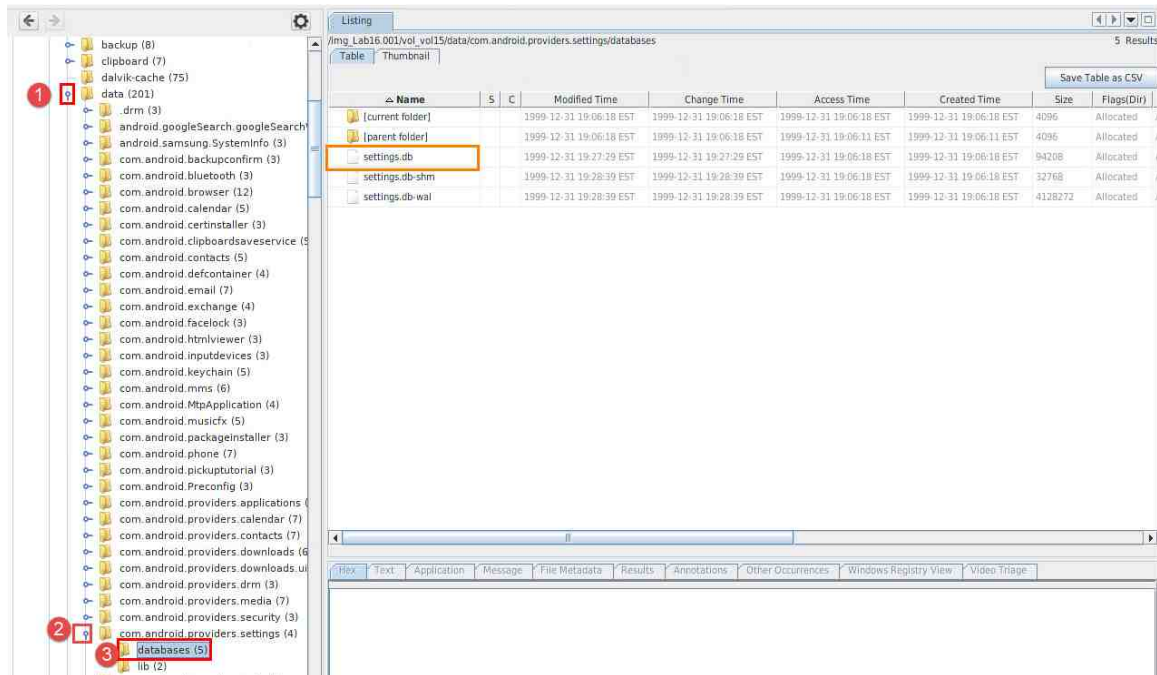 Listing
/img_Lab16.001/vol_vol15/data/com.android.providers.settings/databases
5 Results
Table Thumbnail
Save Table as CSV
Name S C Modified Time Change Time Access Time Created Time Size Flags(Dir)
[current folder] 1999-12-31 19:06:18 EST 1999-12-31 19:06:18 EST 1999-12-31 19:06:18 EST 1999-12-31 19:06:18 EST 4096 Allocated
[parent folder] 1999-12-31 19:06:18 EST 1999-12-31 19:06:18 EST 1999-12-31 19:06:11 EST 1999-12-31 19:06:11 EST 4096 Allocated
settings.db 1999-12-31 19:27:29 EST 1999-12-31 19:27:29 EST 1999-12-31 19:06:18 EST 1999-12-31 19:06:18 EST 94208 Allocated
settings.db-shm 1999-12-31 19:28:39 EST 1999-12-31 19:28:39 EST 1999-12-31 19:06:18 EST 1999-12-31 19:06:18 EST 32768 Allocated
settings.db-wal 1999-12-31 19:28:39 EST 1999-12-31 19:28:39 EST 1999-12-31 19:06:18 EST 1999-12-31 19:06:18 EST 4128272 Allocated
backup (8)
clipboard (7)
dalvik-cache (75)
1 data (201)
.drm (3)
android.googleSearch.googleSearch
android.samsung.SystemInfo (3)
com.android.backupconfirm (3)
com.android.bluetooth (3)
com.android.browser (12)
com.android.calendar (5)
com.android.certinstaller (3)
com.android.clipboardsaveservice (5
com.android.contacts (5)
com.android.defcontainer (4)
com.android.email (7)
com.android.exchange (4)
com.android.facelock (3)
com.android.htmlviewer (3)
com.android.inputdevices (3)
com.android.keychain (5)
com.android.mms (6)
com.android.MtpApplication (4)
com.android.musicfx (5)
com.android.packageinstaller (3)
com.android.phone (7)
com.android.pickuptutorial (3)
com.android.Preconfig (3)
com.android.providers.applications (
com.android.providers.calendar (7)
com.android.providers.contacts (7)
com.android.providers.downloads (6
com.android.providers.downloads.ui
com.android.providers.drm (3)
com.android.providers.media (7)
com.android.providers.security (3)
2 com.android.providers.settings (4)
3 databases (5)
lib (2)
Hex Text Application Message File Metadata Results Annotations Other Occurrences Windows Registry View Video Triage